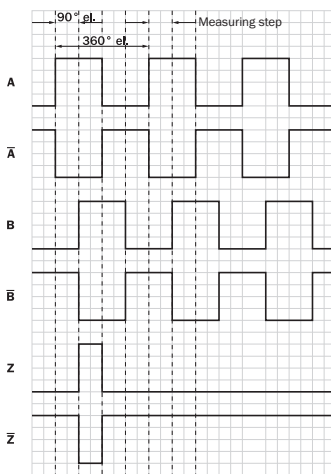 90° el.
Measuring step
360° el.
A
A̅
B
B̅
Z
Z̅